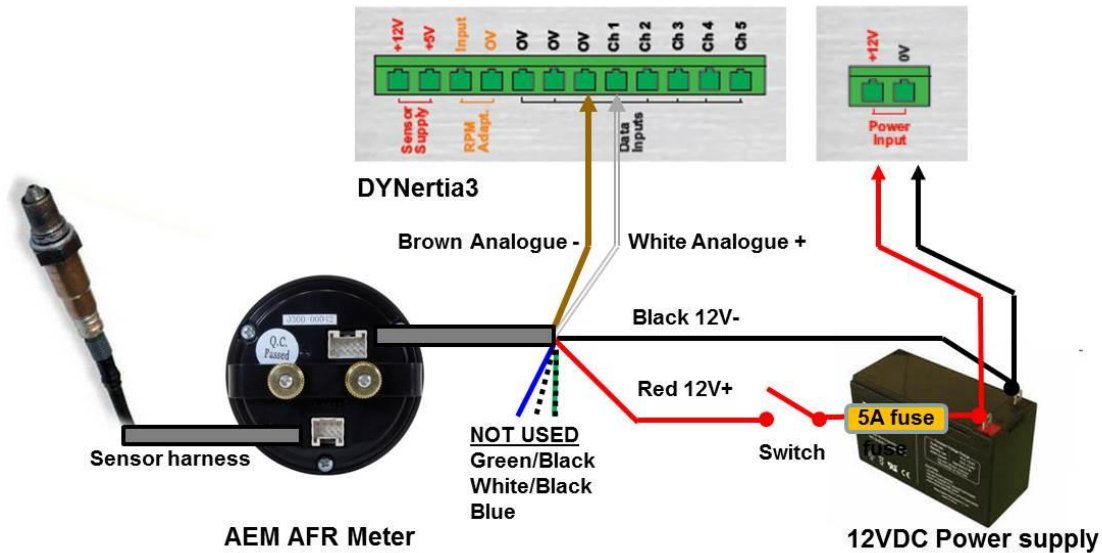 +12V
+5V
Input
0V
0V
0V
0V
Ch 1
Ch 2
Ch 3
Ch 4
Ch 5
Sensor
Supply
RPM
Adapt.
Data
Inputs
+12V
0V
Power
Input
DYNertia3
Brown Analogue -
White Analogue +
Black 12V-
Red 12V+
Q.C.
Passed
Sensor harness
NOT USED
Green/Black
White/Black
Blue
Switch
5A fuse
fuse
AEM AFR Meter
12VDC Power supply